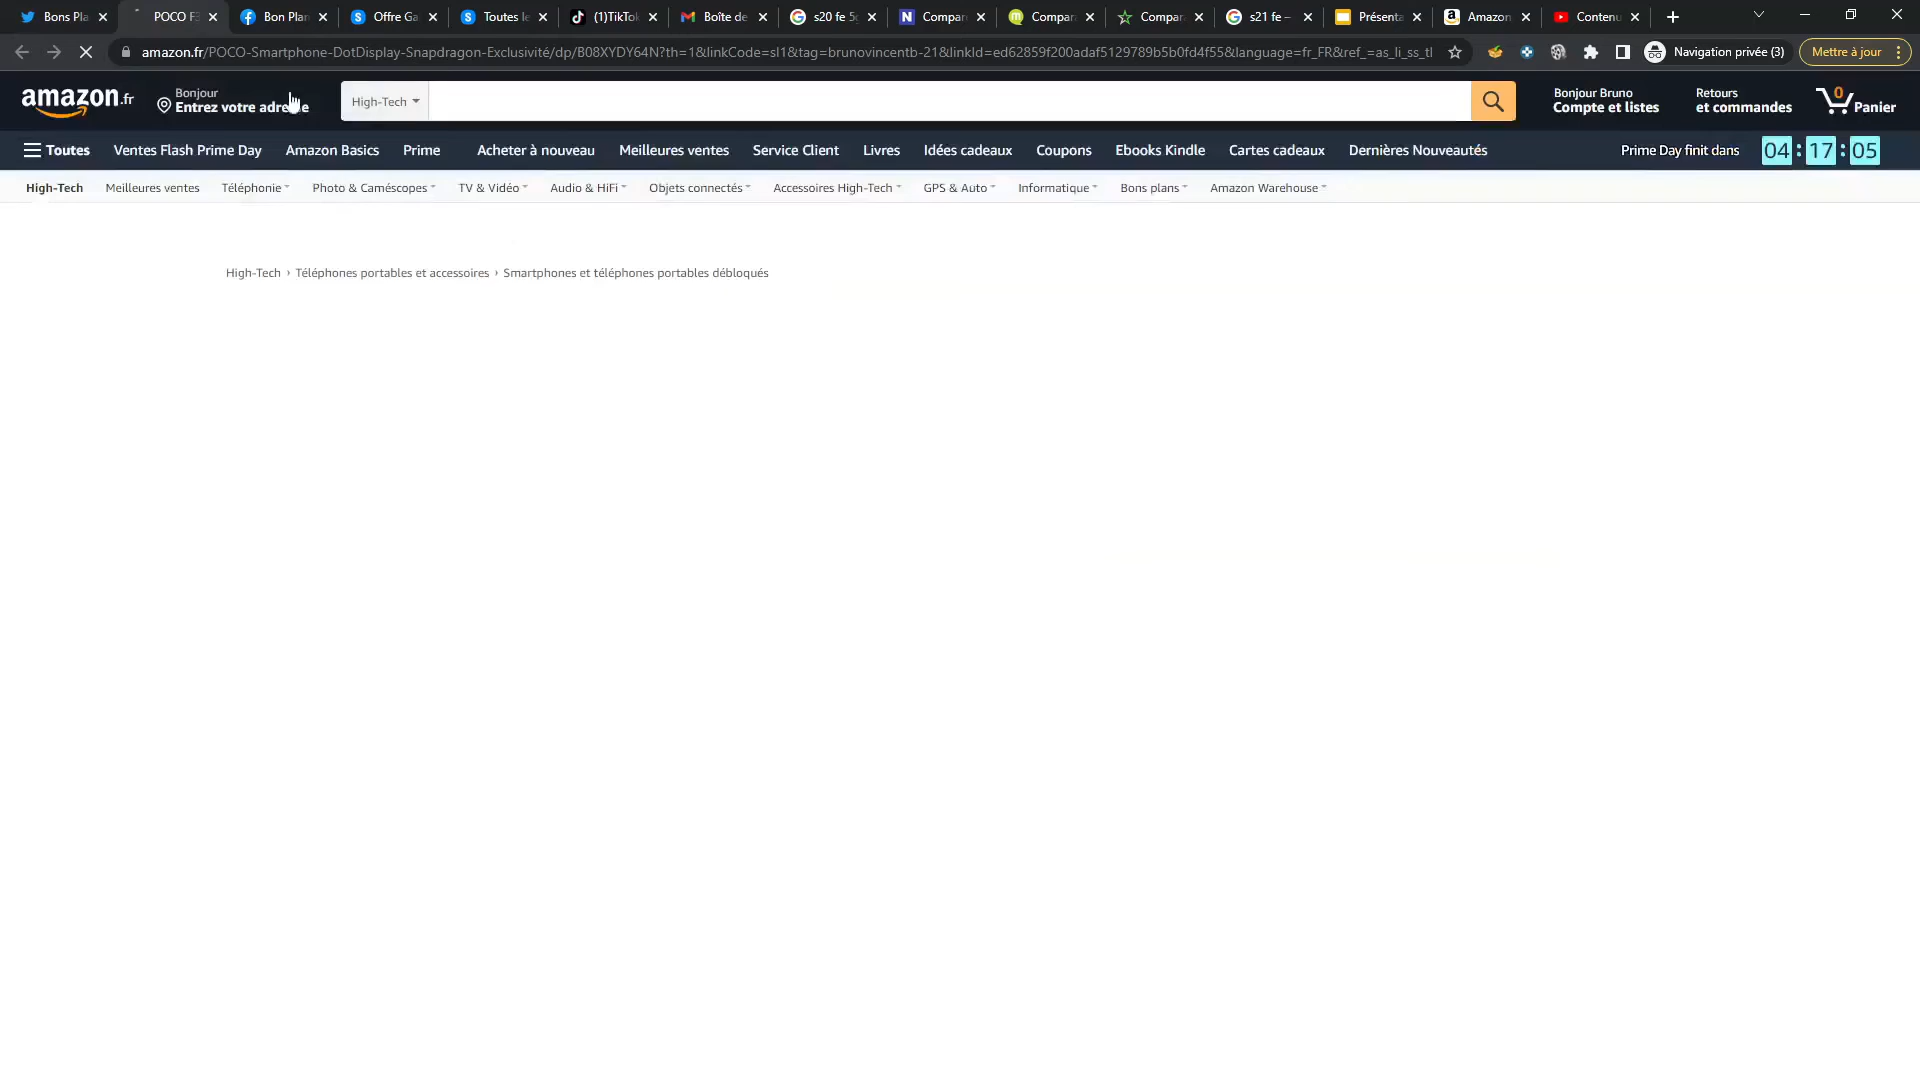 Bons Pla
POCO F3
Bon Plan
Offre Ga
Toutes le
(1)TikTok
Boîte de
s20 fe 5g
Compar
Compara
Compar
s21 fe –
Présenta
Amazon
Contenu
amazon.fr/POCO-Smartphone-DotDisplay-Snapdragon-Exclusivité/dp/B08XYDY64N?th=1&linkCode=sl1&tag=brunovincentb-21&linkId=ed62859f200adaf5129789b5b0fd4f55&language=fr_FR&ref_=as_li_ss_tl
Navigation privée (3)
Mettre à jour
amazon.fr
Bonjour
Entrez votre adresse
High-Tech
Bonjour Bruno
Compte et listes
Retours
et commandes
0
Panier
Toutes
Ventes Flash Prime Day
Amazon Basics
Prime
Acheter à nouveau
Meilleures ventes
Service Client
Livres
Idées cadeaux
Coupons
Ebooks Kindle
Cartes cadeaux
Dernières Nouveautés
Prime Day finit dans
04 : 17 : 05
High-Tech
Meilleures ventes
Téléphonie
Photo & Caméscopes
TV & Vidéo
Audio & HiFi
Objets connectés
Accessoires High-Tech
GPS & Auto
Informatique
Bons plans
Amazon Warehouse
High-Tech › Téléphones portables et accessoires › Smartphones et téléphones portables débloqués